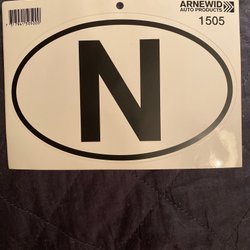 ARNEWID
AUTO PRODUCTS
1505
N